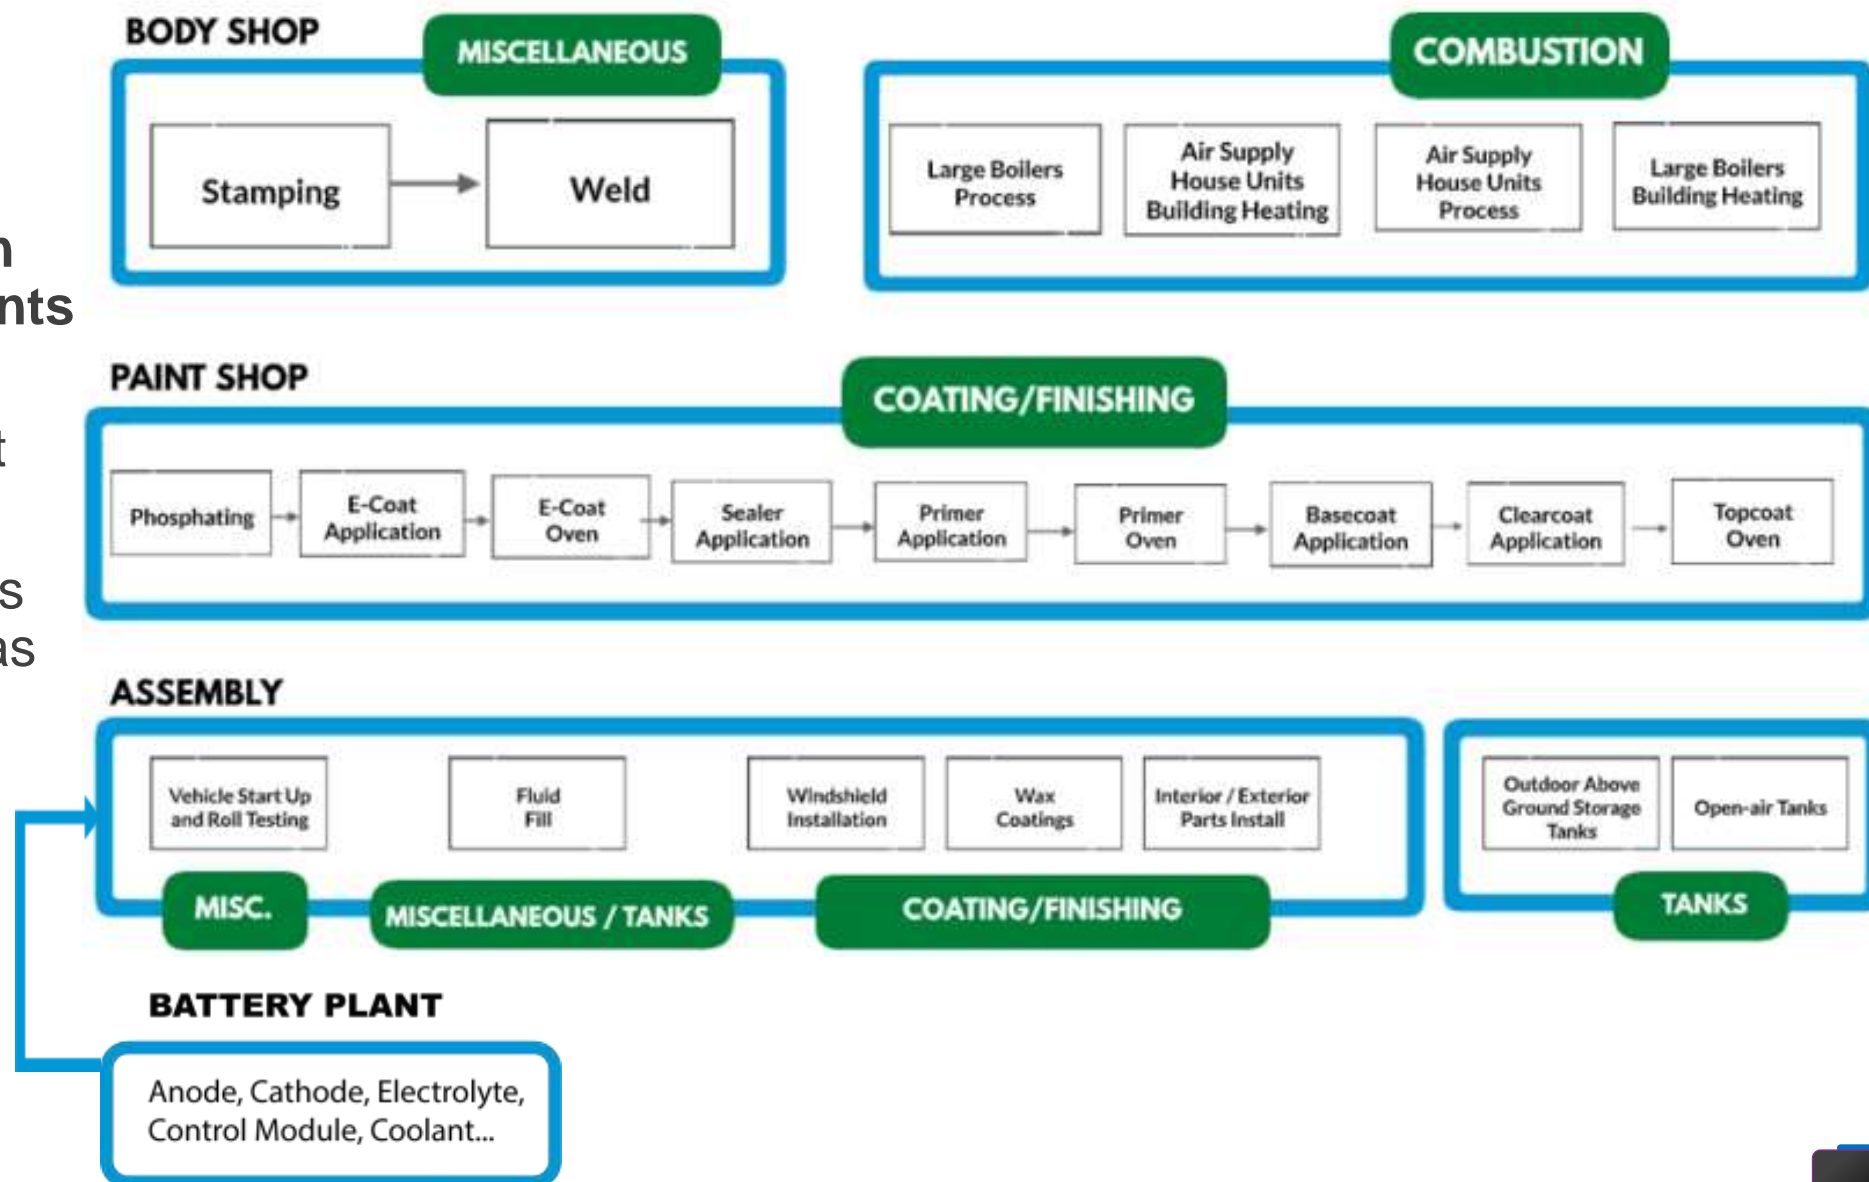 BODY SHOP
MISCELLANEOUS
Stamping
Weld
COMBUSTION
Large Boilers
Process
Air Supply
House Units
Building Heating
Air Supply
House Units
Process
Large Boilers
Building Heating
PAINT SHOP
COATING/FINISHING
Phosphating
E-Coat
Application
E-Coat
Oven
Sealer
Application
Primer
Application
Primer
Oven
Basecoat
Application
Clearcoat
Application
Topcoat
Oven
ASSEMBLY
Vehicle Start Up
and Roll Testing
Fluid
Fill
Windshield
Installation
Wax
Coatings
Interior / Exterior
Parts Install
Outdoor Above
Ground Storage
Tanks
Open-air Tanks
MISC.
MISCELLANEOUS / TANKS
COATING/FINISHING
TANKS
BATTERY PLANT
Anode, Cathode, Electrolyte,
Control Module, Coolant...